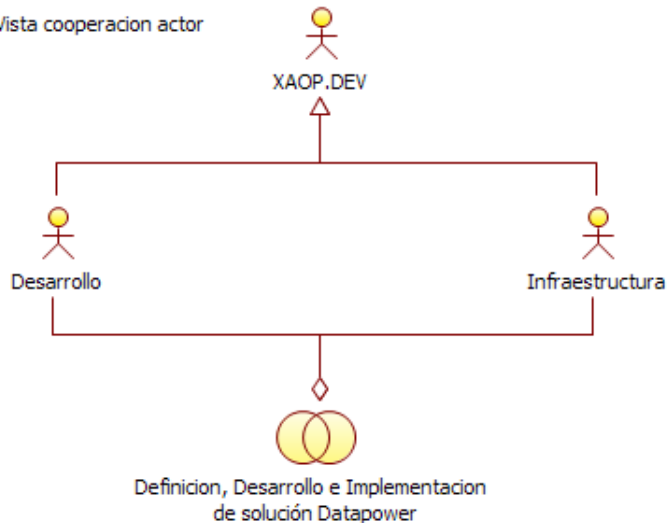 Vista cooperacion actor
XAOP.DEV
Desarrollo
Infraestructura
Definicion, Desarrollo e Implementacion
de solución Datapower